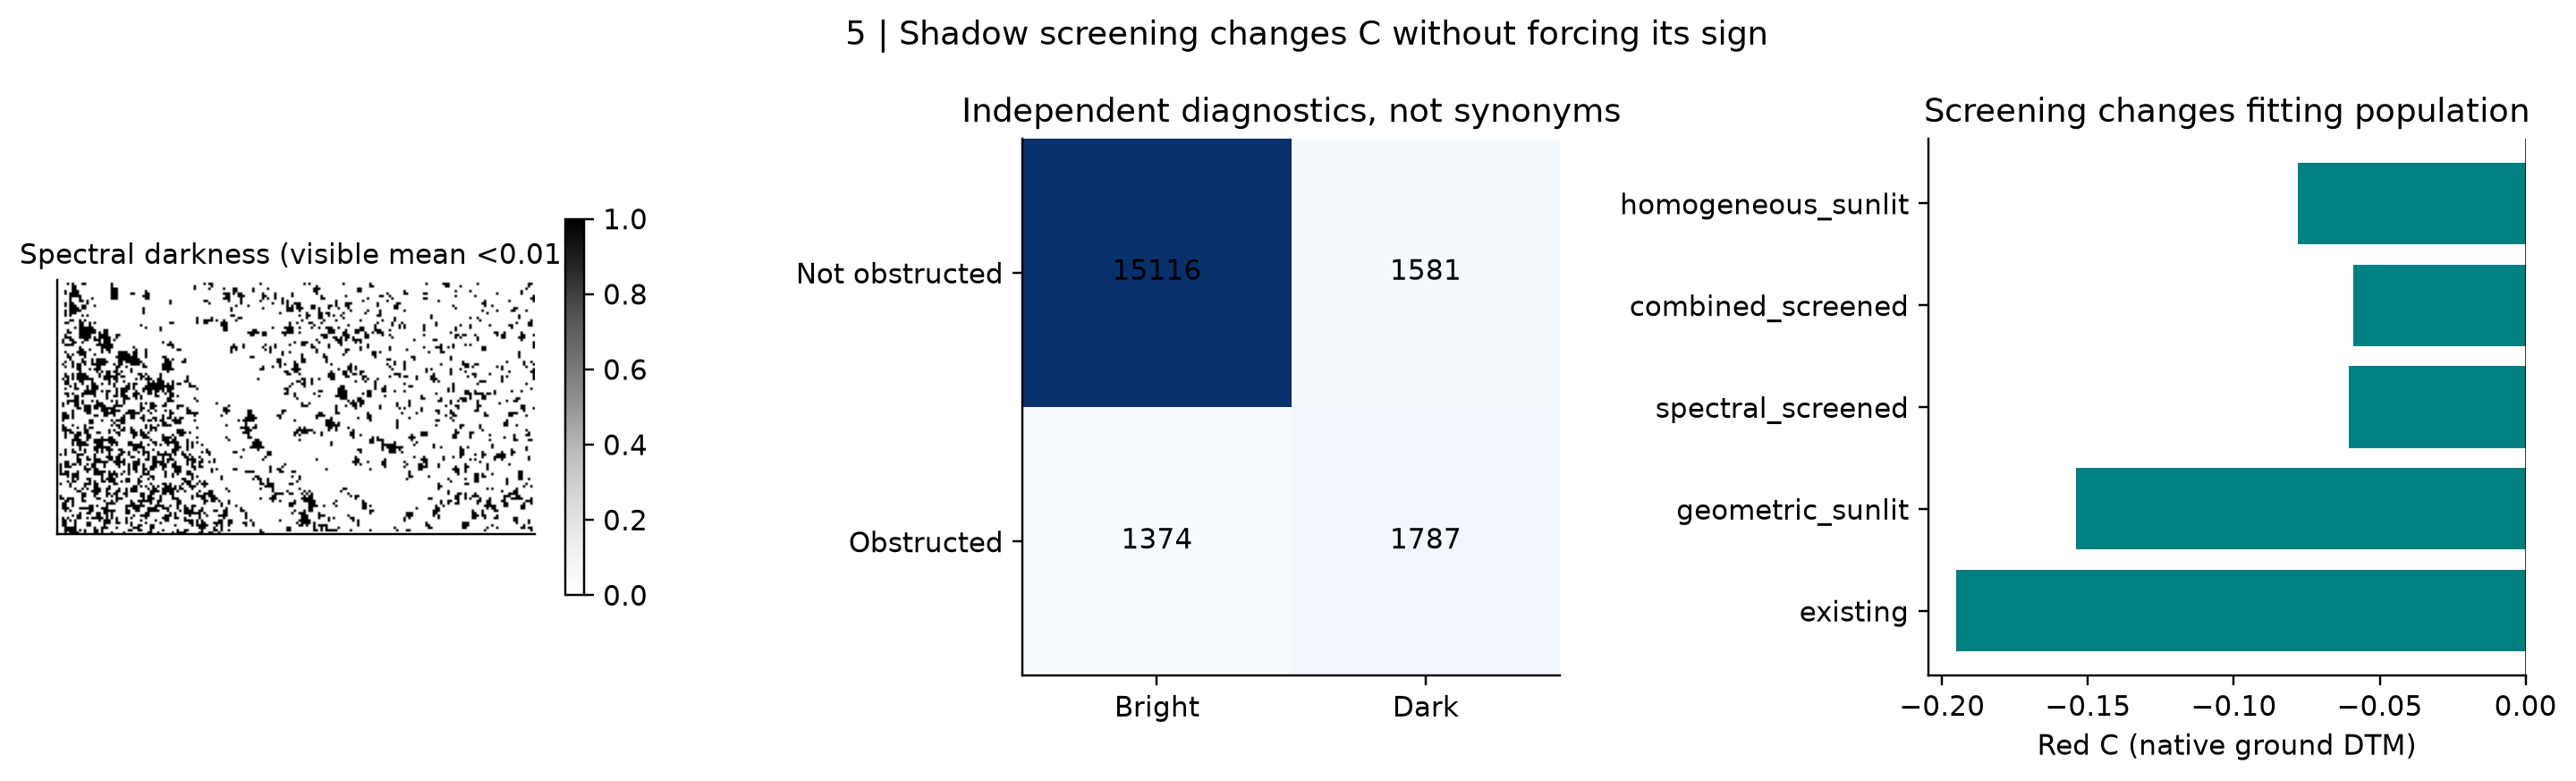 5 | Shadow screening changes C without forcing its sign
Spectral darkness (visible mean <0.01
1.0
0.8
0.6
0.4
0.2
0.0
Independent diagnostics, not synonyms
Not obstructed
Obstructed
15116
1581
1374
1787
Bright
Dark
Screening changes fitting population
homogeneous_sunlit
combined_screened
spectral_screened
geometric_sunlit
existing
−0.20
−0.15
−0.10
−0.05
0.00
Red C (native ground DTM)